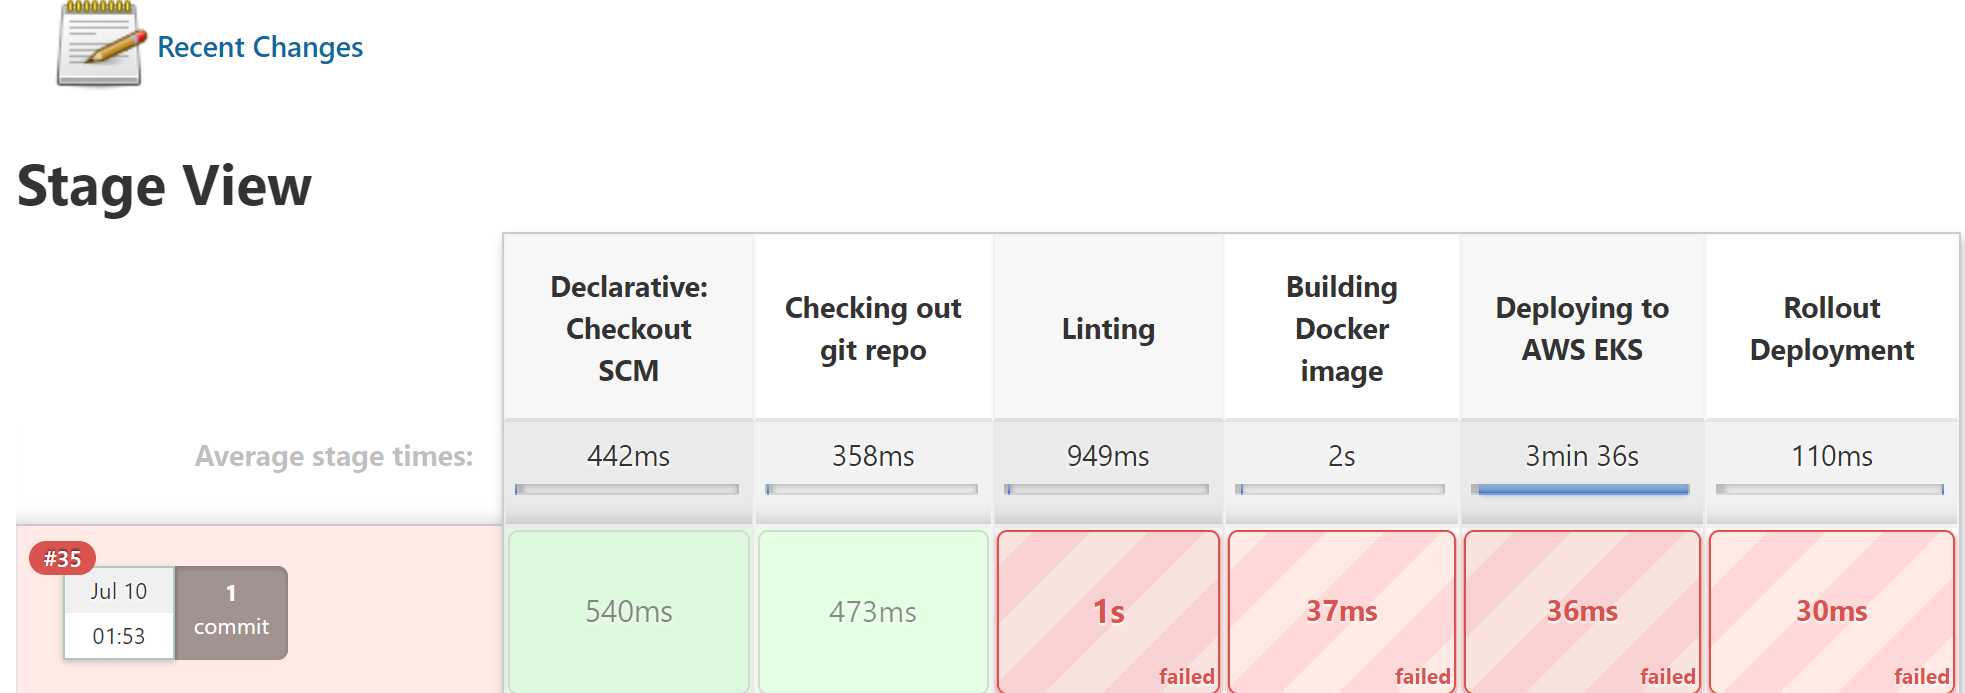 Recent Changes
Stage View
Declarative:
Checkout
SCM
Checking out
git repo
Linting
Building
Docker
image
Deploying to
AWS EKS
Rollout
Deployment
Average stage times:
442ms
358ms
949ms
2s
3min 36s
110ms
#35
Jul 10
01:53
1
commit
540ms
473ms
1s
failed
37ms
failed
36ms
failed
30ms
failed